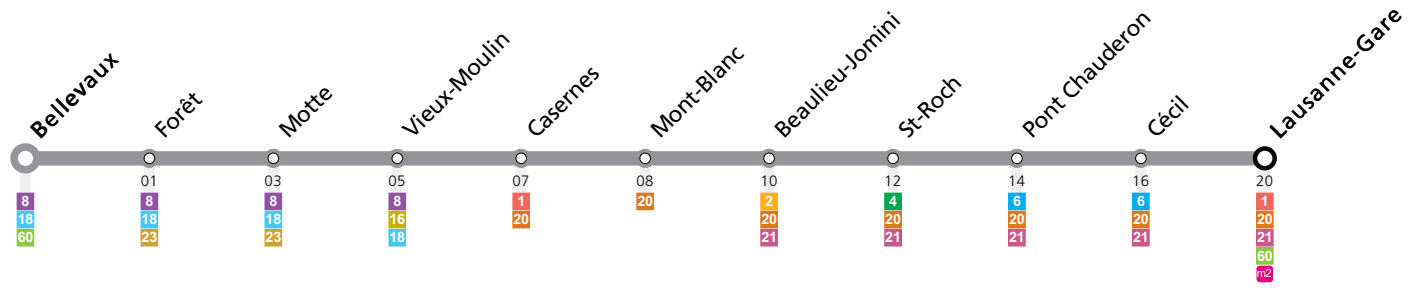 Bellevaux
Forêt
Motte
Vieux-Moulin
Casernes
Mont-Blanc
Beaulieu-Jomini
St-Roch
Pont Chauderon
Cécil
Lausanne-Gare
01 03 05 07 08 10 12 14 16 20
8 8 8 8 1 20 2 4 6 6 1
18 18 18 16 20 20 20 20 20 20
60 23 23 18 21 21 21 21 21
60
m2